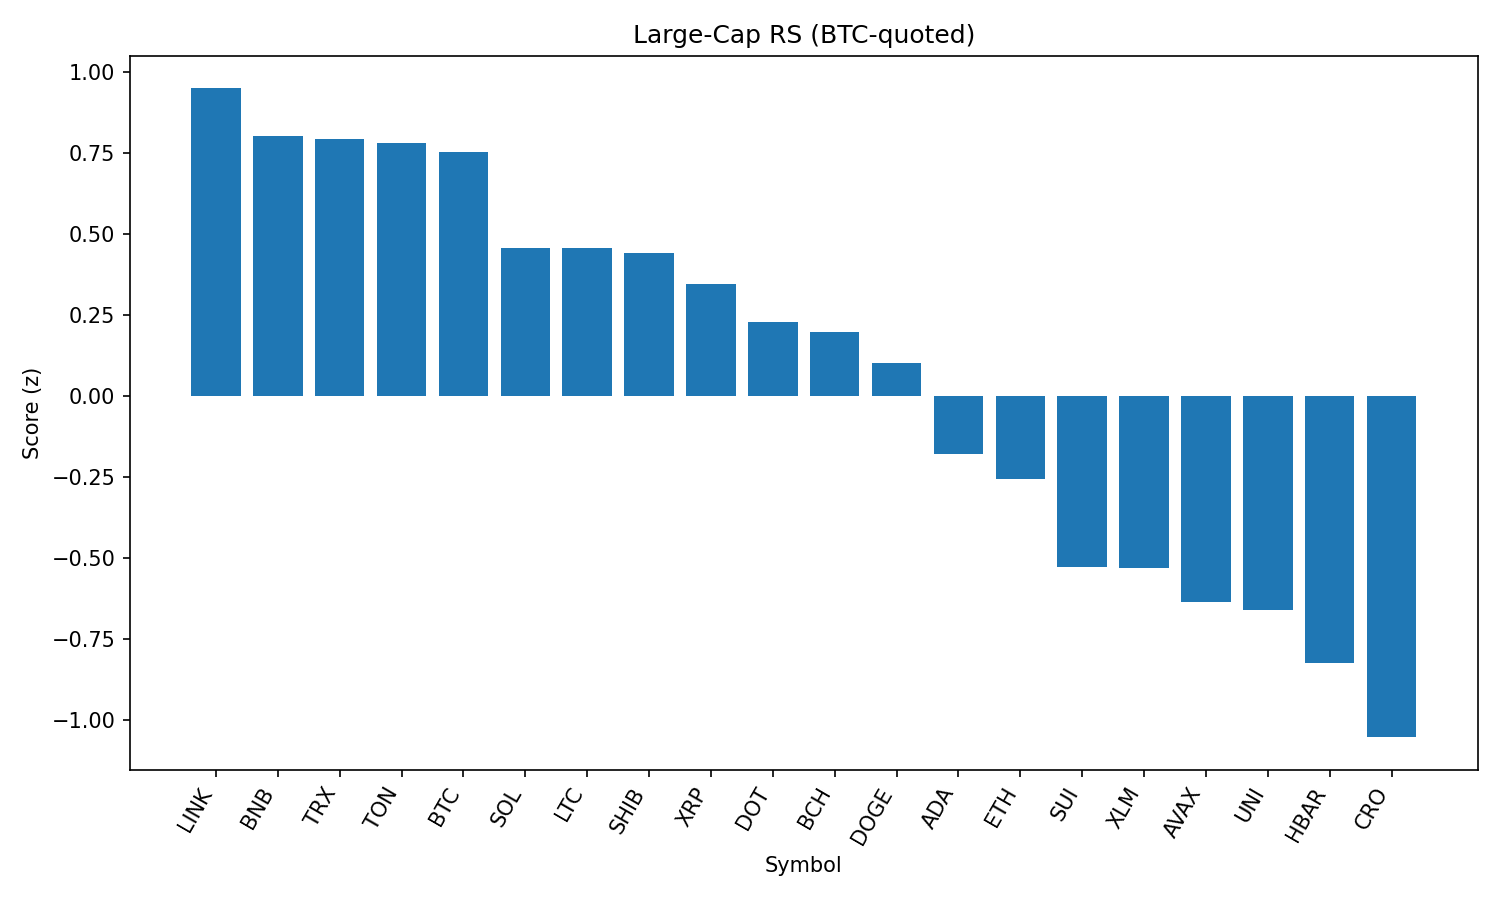 Large-Cap RS (BTC-quoted)
1.00
0.75
0.50
0.25
0.00
−0.25
−0.50
−0.75
−1.00
Score (z)
LINK
BNB
TRX
TON
BTC
SOL
LTC
SHIB
XRP
DOT
BCH
DOGE
ADA
ETH
SUI
XLM
AVAX
UNI
HBAR
CRO
Symbol